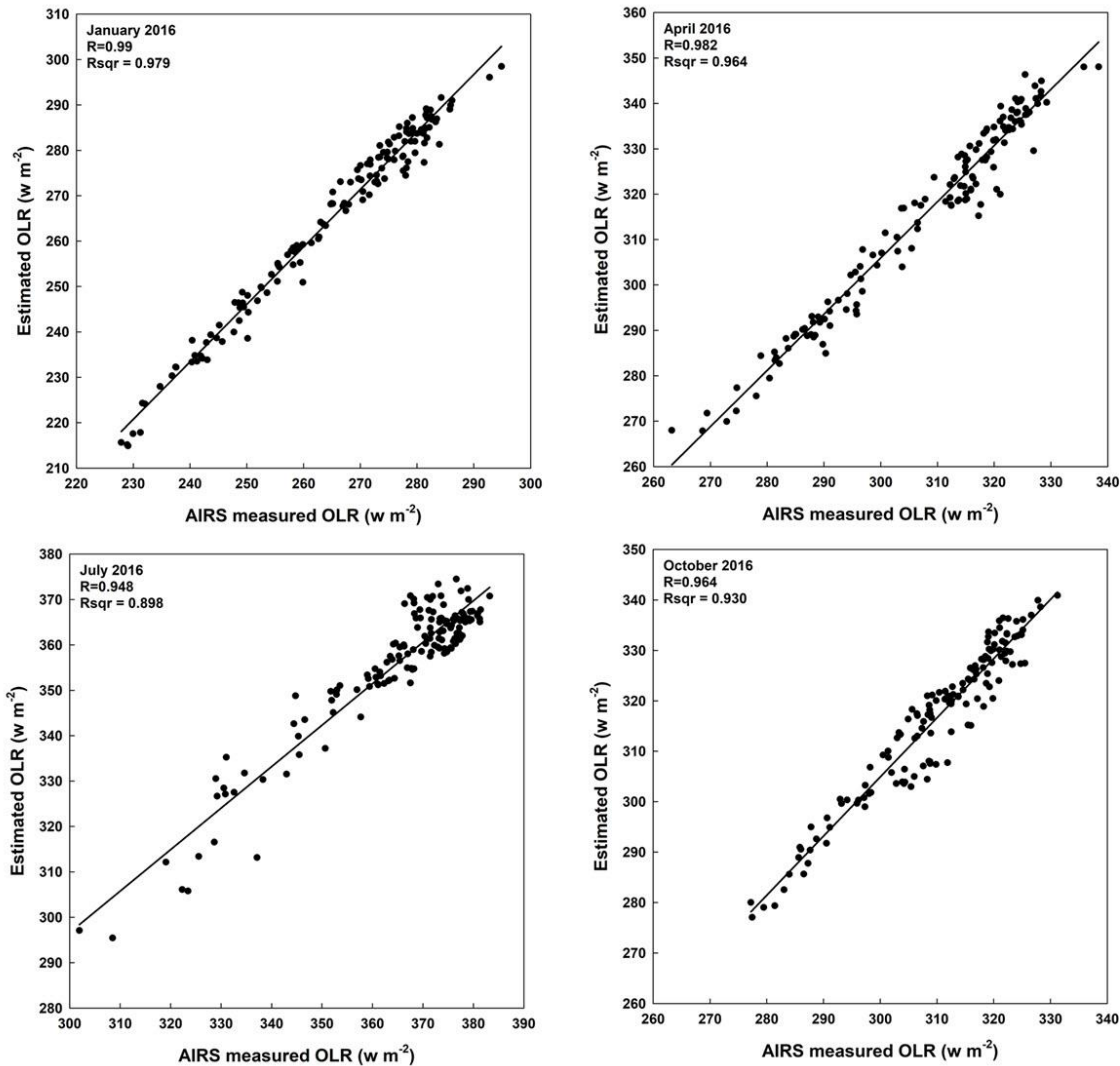 January 2016
R=0.99
Rsqr = 0.979
310
300
290
280
270
260
250
240
230
220
210
Estimated OLR (w m⁻²)
220 230 240 250 260 270 280 290 300
AIRS measured OLR (w m⁻²)
April 2016
R=0.982
Rsqr = 0.964
360
350
340
330
320
310
300
290
280
270
260
Estimated OLR (w m⁻²)
260 270 280 290 300 310 320 330 340
AIRS measured OLR (w m⁻²)
July 2016
R=0.948
Rsqr = 0.898
380
370
360
350
340
330
320
310
300
290
280
Estimated OLR (w m⁻²)
300 310 320 330 340 350 360 370 380 390
AIRS measured OLR (w m⁻²)
October 2016
R=0.964
Rsqr = 0.930
350
340
330
320
310
300
290
280
270
260
Estimated OLR (w m⁻²)
260 270 280 290 300 310 320 330 340
AIRS measured OLR (w m⁻²)